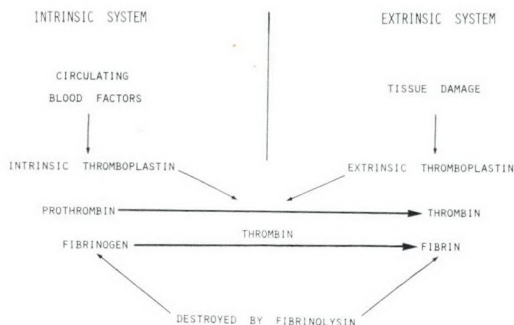 INTRINSIC SYSTEM
EXTRINSIC SYSTEM
CIRCULATING
BLOOD FACTORS
TISSUE DAMAGE
INTRINSIC THROMBOPLASTIN
EXTRINSIC THROMBOPLASTIN
PROTHROMBIN
THROMBIN
THROMBIN
FIBRINOGEN
FIBRIN
DESTROYED BY FIBRINOLYSIN